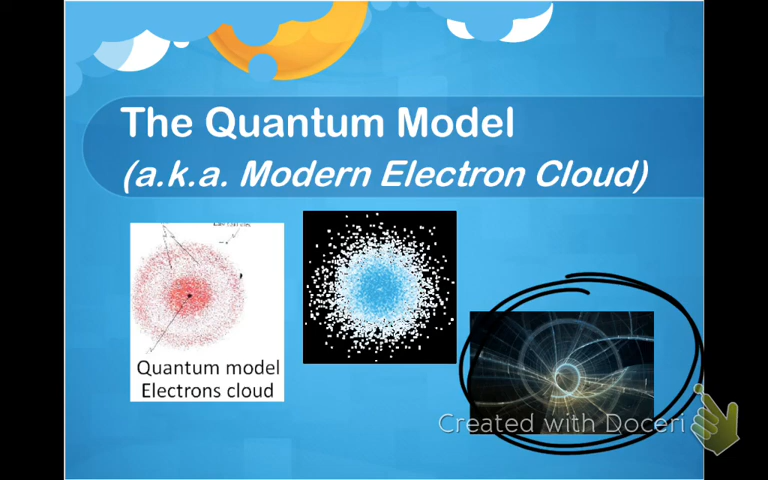 The Quantum Model
(a.k.a. Modern Electron Cloud)
Quantum model
Electrons cloud
Created with Doceri